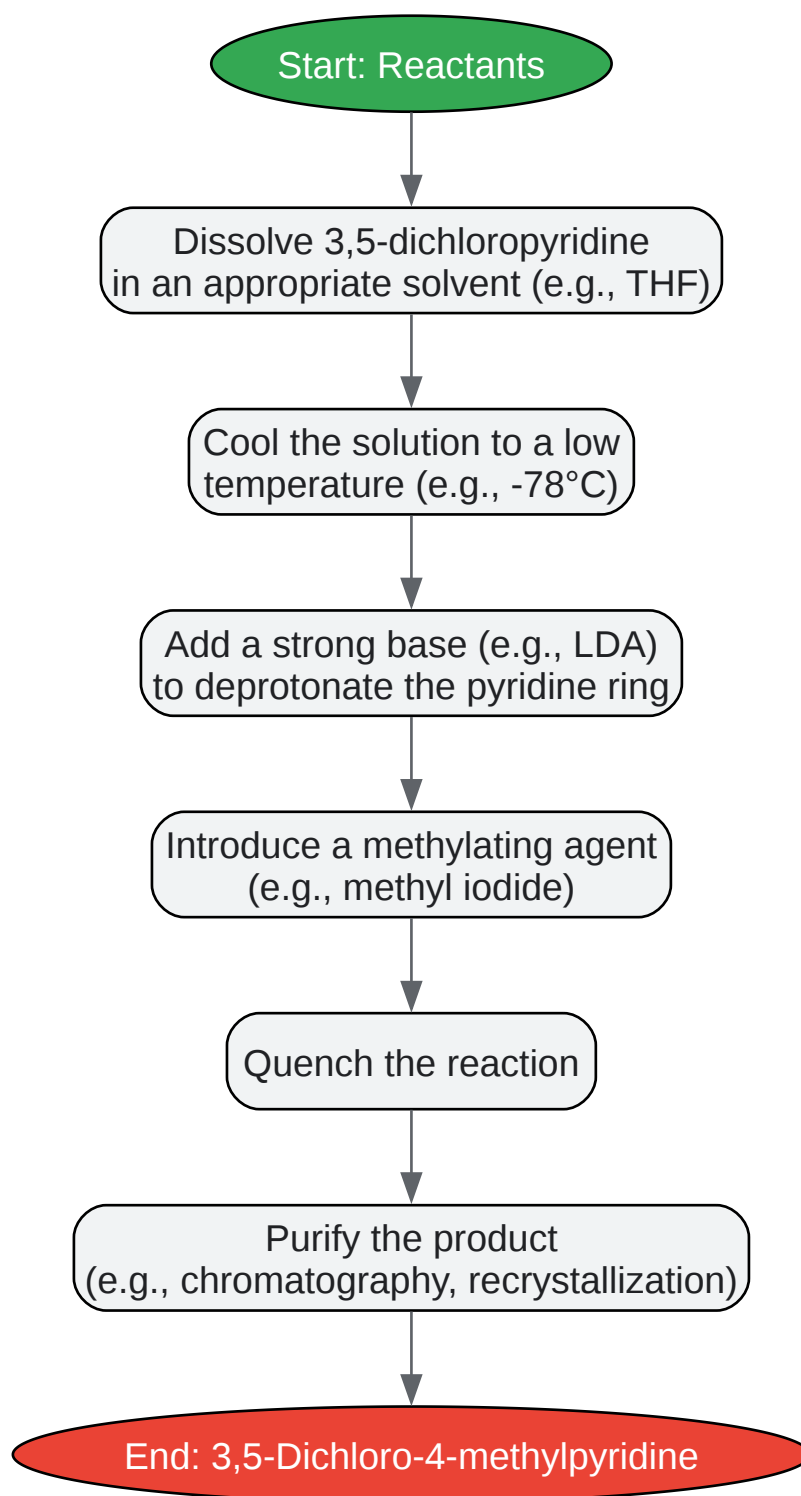 Start: Reactants
Dissolve 3,5-dichloropyridine
in an appropriate solvent (e.g., THF)
Cool the solution to a low
temperature (e.g., -78°C)
Add a strong base (e.g., LDA)
to deprotonate the pyridine ring
Introduce a methylating agent
(e.g., methyl iodide)
Quench the reaction
Purify the product
(e.g., chromatography, recrystallization)
End: 3,5-Dichloro-4-methylpyridine